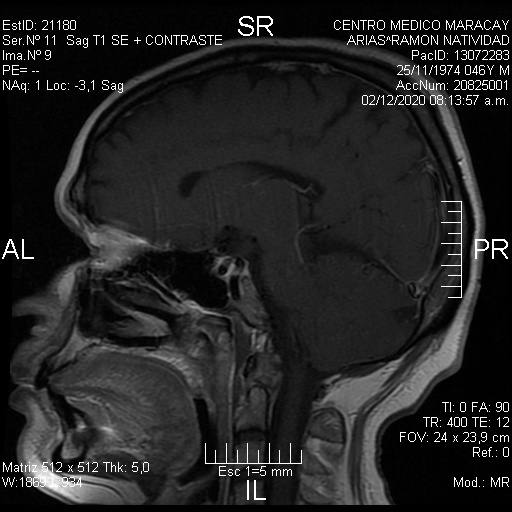 EstID: 21180
Ser.Nº 11 Sag T1 SE + CONTRASTE
Ima.Nº 9
PE= --
NAq: 1 Loc: -3,1 Sag
SR
CENTRO MEDICO MARACAY
ARIAS^RAMON NATIVIDAD
PacID: 13072283
25/11/1974 046Y M
AccNum: 20825001
02/12/2020 08:13:57 a.m.
AL
PR
TI: 0 FA: 90
TR: 400 TE: 12
FOV: 24 x 23,9 cm
Ref.: 0
Mod.: MR
Matriz 512 x 512 Thk: 5,0
Esc 1=5 mm
IL